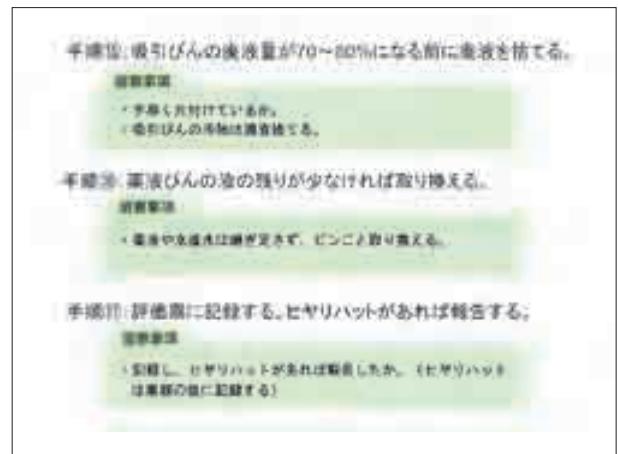 手順⑮:吸引びんの廃液量が70~80%になる前に廃液を捨てる。
留意事項
・手早く片付けているか。
・吸引びんの汚物は適宜捨てる。
手順⑯:薬液びんの液の残りが少なければ取り換える。
留意事項
・薬液や水道水は継ぎ足さず、ビンごと取り換える。
手順⑰:評価票に記録する。ヒヤリハットがあれば報告する。
留意事項
・記録し、ヒヤリハットがあれば報告したか。(ヒヤリハット
は業務の後に記録する)